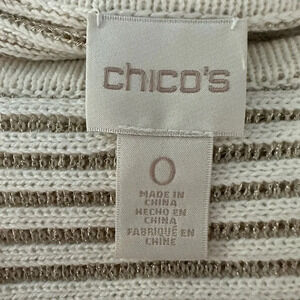 chico's
0
MADE IN
CHINA
HECHO EN
CHINA
FABRIQUÉ EN
CHINE